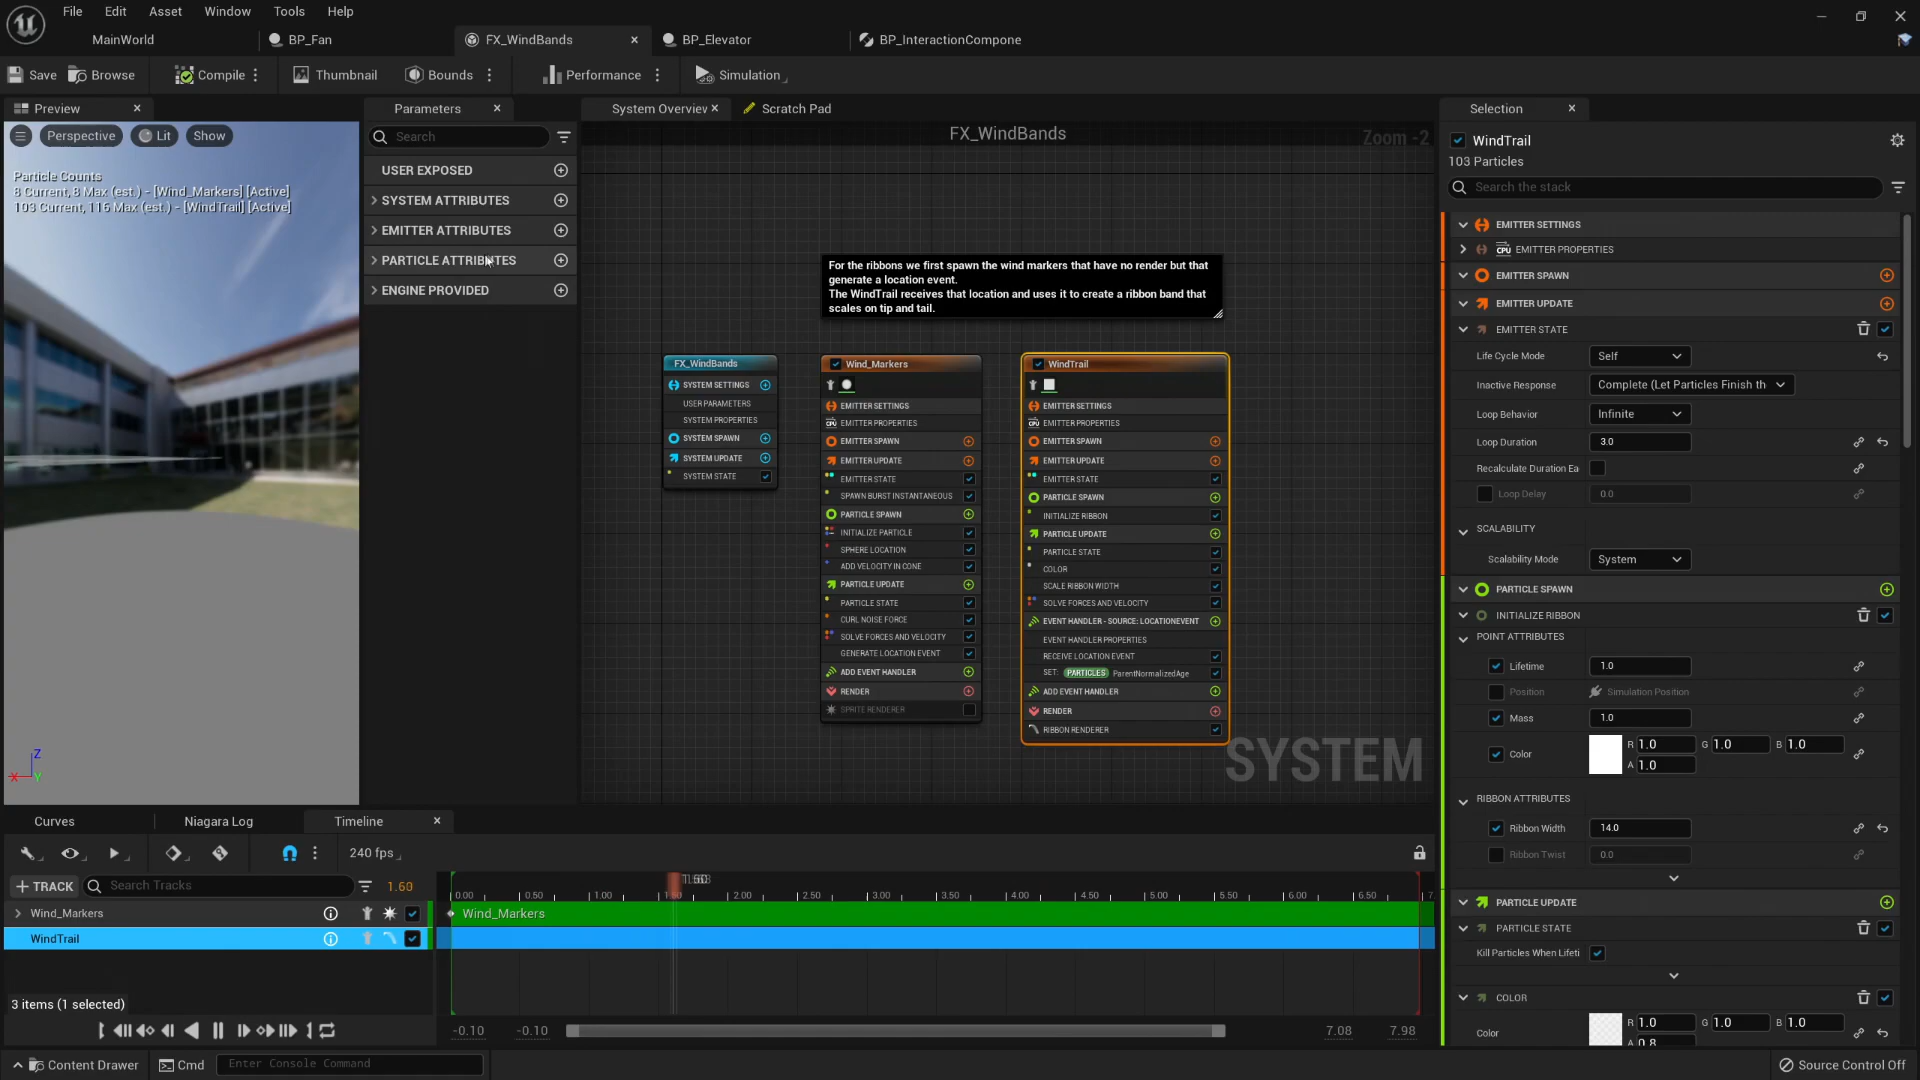 File Edit Asset Window Tools Help
MainWorld BP_Fan FX_WindBands BP_Elevator BP_InteractionCompone
Save Browse Compile Thumbnail Bounds Performance Simulation
Preview Parameters System Overview Scratch Pad Selection
Perspective Lit Show
Particle Counts
8 Current, 8 Max (est.) - [Wind_Markers] [Active]
103 Current, 116 Max (est.) - [WindTrail] [Active]
Z
X Y
Search
USER EXPOSED
SYSTEM ATTRIBUTES
EMITTER ATTRIBUTES
PARTICLE ATTRIBUTES
ENGINE PROVIDED
FX_WindBands
Zoom -2
For the ribbons we first spawn the wind markers that have no render but that
generate a location event.
The WindTrail receives that location and uses it to create a ribbon band that
scales on tip and tail.
FX_WindBands
SYSTEM SETTINGS
USER PARAMETERS
SYSTEM PROPERTIES
SYSTEM SPAWN
SYSTEM UPDATE
SYSTEM STATE
Wind_Markers
EMITTER SETTINGS
CPU EMITTER PROPERTIES
EMITTER SPAWN
EMITTER UPDATE
EMITTER STATE
SPAWN BURST INSTANTANEOUS
PARTICLE SPAWN
INITIALIZE PARTICLE
SPHERE LOCATION
ADD VELOCITY IN CONE
PARTICLE UPDATE
PARTICLE STATE
CURL NOISE FORCE
SOLVE FORCES AND VELOCITY
GENERATE LOCATION EVENT
ADD EVENT HANDLER
RENDER
SPRITE RENDERER
WindTrail
EMITTER SETTINGS
CPU EMITTER PROPERTIES
EMITTER SPAWN
EMITTER UPDATE
EMITTER STATE
PARTICLE SPAWN
INITIALIZE RIBBON
PARTICLE UPDATE
PARTICLE STATE
COLOR
SCALE RIBBON WIDTH
SOLVE FORCES AND VELOCITY
EVENT HANDLER - SOURCE: LOCATIONEVENT
EVENT HANDLER PROPERTIES
RECEIVE LOCATION EVENT
SET: PARTICLES ParentNormalizedAge
ADD EVENT HANDLER
RENDER
RIBBON RENDERER
SYSTEM
WindTrail
103 Particles
Search the stack
EMITTER SETTINGS
CPU EMITTER PROPERTIES
EMITTER SPAWN
EMITTER UPDATE
EMITTER STATE
Life Cycle Mode Self
Inactive Response Complete (Let Particles Finish th
Loop Behavior Infinite
Loop Duration 3.0
Recalculate Duration Ea
Loop Delay 0.0
SCALABILITY
Scalability Mode System
PARTICLE SPAWN
INITIALIZE RIBBON
POINT ATTRIBUTES
Lifetime 1.0
Position Simulation Position
Mass 1.0
Color R 1.0 G 1.0 B 1.0
A 1.0
RIBBON ATTRIBUTES
Ribbon Width 14.0
Ribbon Twist 0.0
PARTICLE UPDATE
PARTICLE STATE
Kill Particles When Lifeti
COLOR
Color R 1.0 G 1.0 B 1.0
A 0.8
Curves Niagara Log Timeline
240 fps
TRACK Search Tracks 1.60
0.00 0.50 1.00 2.00 2.50 3.00 3.50 4.00 4.50 5.00 5.50 6.00 6.50
Wind_Markers Wind_Markers
WindTrail
3 items (1 selected)
-0.10 -0.10 7.08 7.98
Content Drawer Cmd Enter Console Command Source Control Off